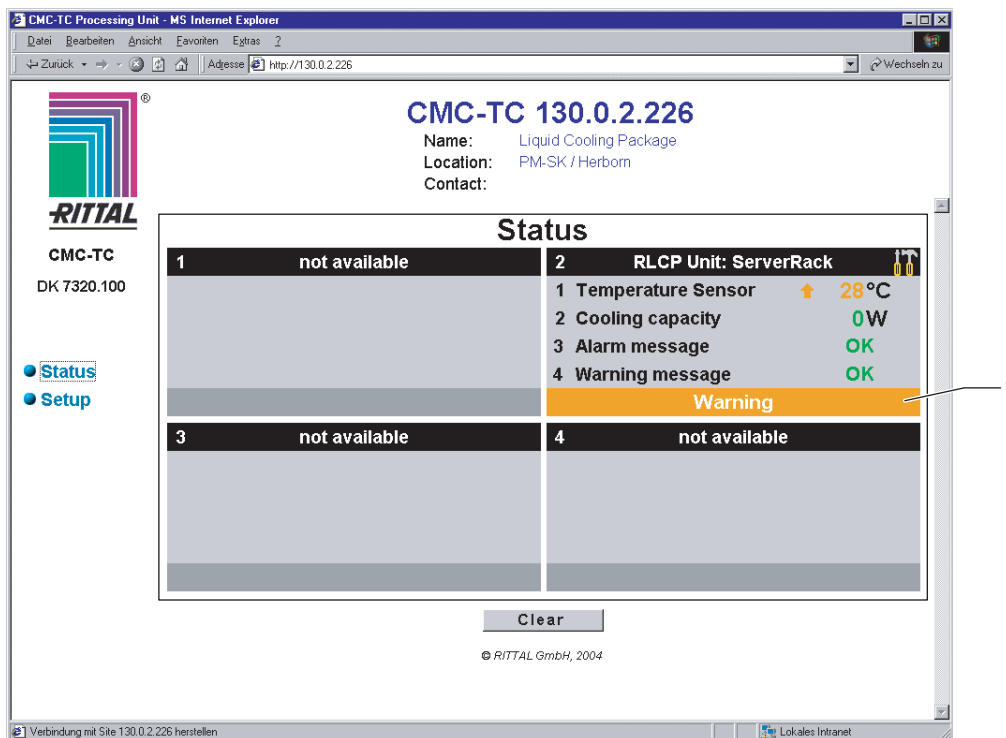 CMC-TC Processing Unit - MS Internet Explorer
Datei Bearbeiten Ansicht Favoriten Extras ?
Zurück Adresse http://130.0.2.226 Wechseln zu
®
RITTAL
CMC-TC
DK 7320.100
Status
Setup
CMC-TC 130.0.2.226
Name: Liquid Cooling Package
Location: PM-SK / Herborn
Contact:
Status
1 not available
2 RLCP Unit: ServerRack
1 Temperature Sensor 28°C
2 Cooling capacity 0W
3 Alarm message OK
4 Warning message OK
Warning
3 not available
4 not available
Clear
© RITTAL GmbH, 2004
Verbindung mit Site 130.0.2.226 herstellen Lokales Intranet